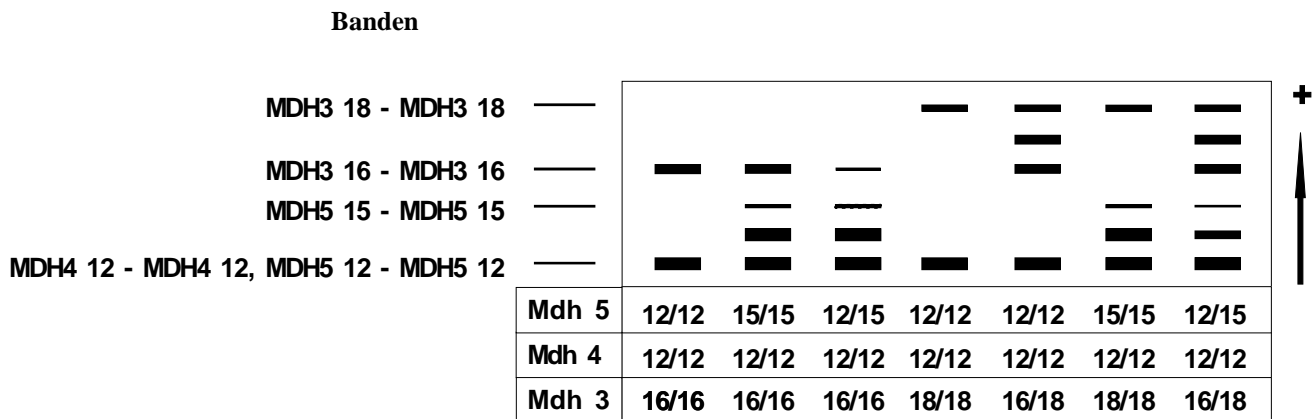 Banden
MDH3 18 - MDH3 18
+
MDH3 16 - MDH3 16
MDH5 15 - MDH5 15
MDH4 12 - MDH4 12, MDH5 12 - MDH5 12
Mdh 5 12/12 15/15 12/15 12/12 12/12 15/15 12/15
Mdh 4 12/12 12/12 12/12 12/12 12/12 12/12 12/12
Mdh 3 16/16 16/16 16/16 18/18 16/18 18/18 16/18